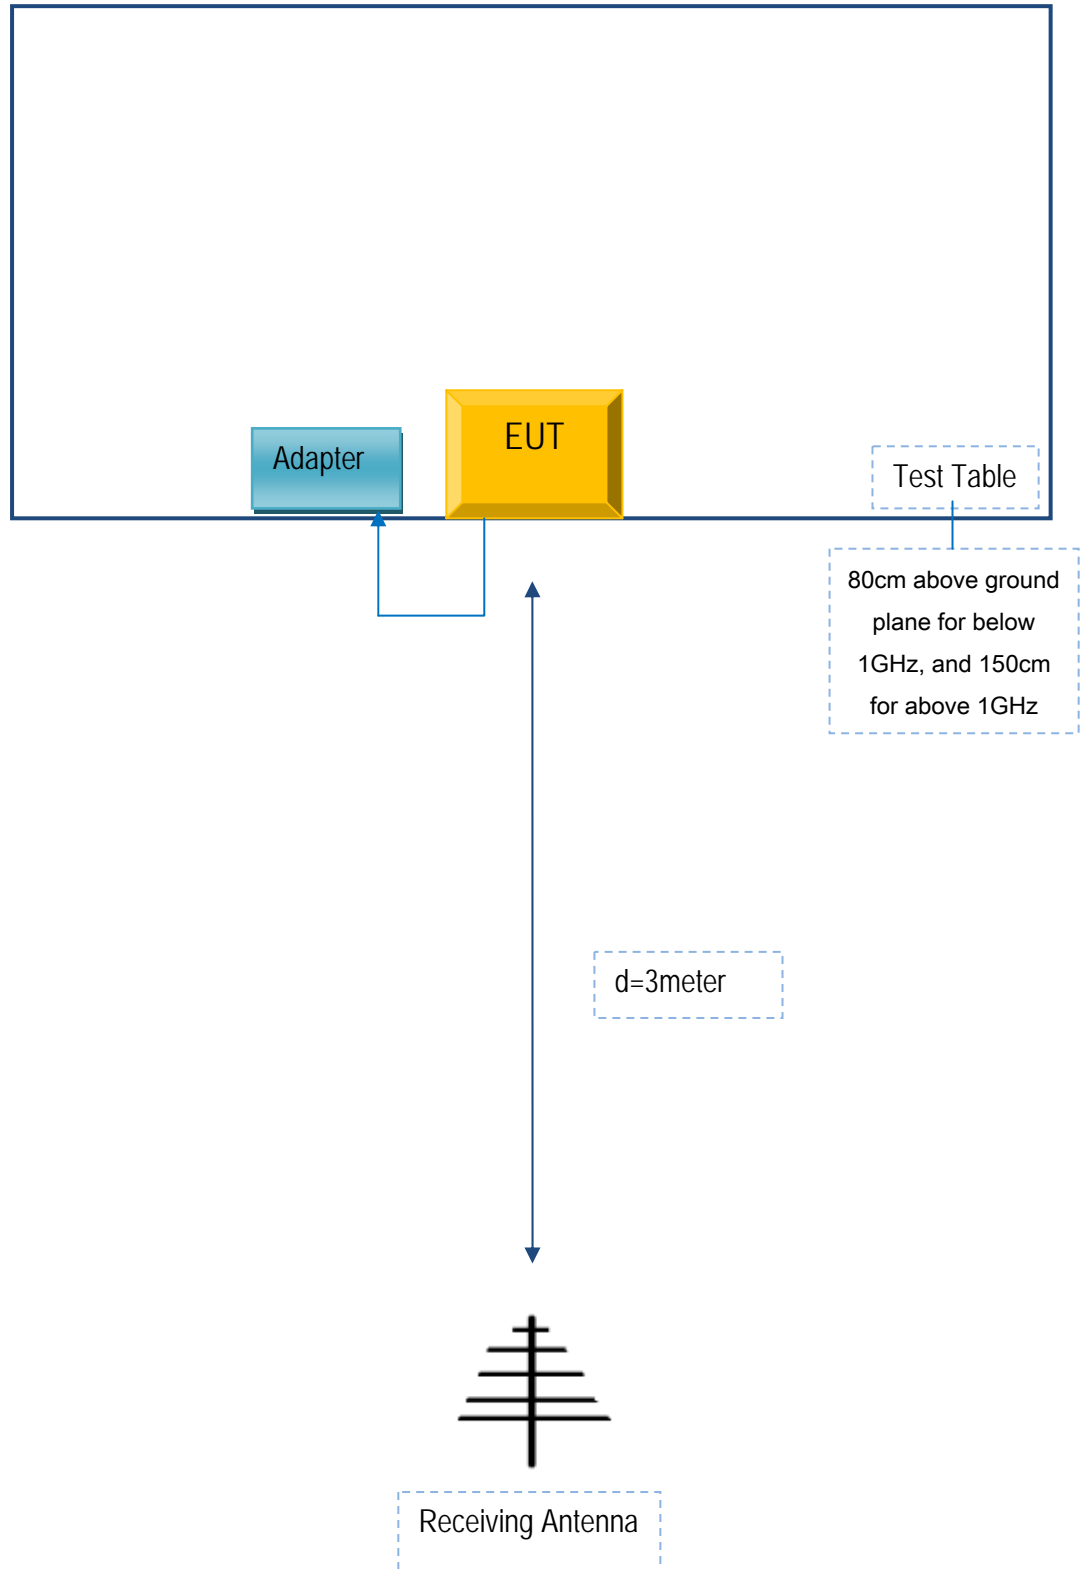 EUT
Adapter
Test Table
80cm above ground
plane for below
1GHz, and 150cm
for above 1GHz
d=3meter
Receiving Antenna